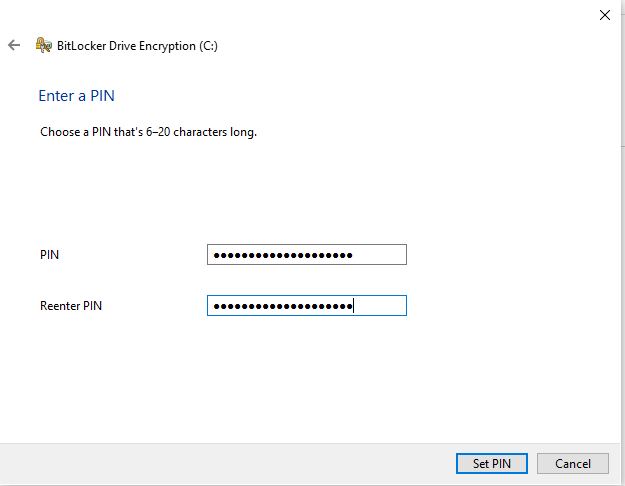 BitLocker Drive Encryption (C:)
Enter a PIN
Choose a PIN that's 6–20 characters long.
PIN ●●●●●●●●●●●●●●●●●●●●
Reenter PIN ●●●●●●●●●●●●●●●●●●●●
Set PIN Cancel